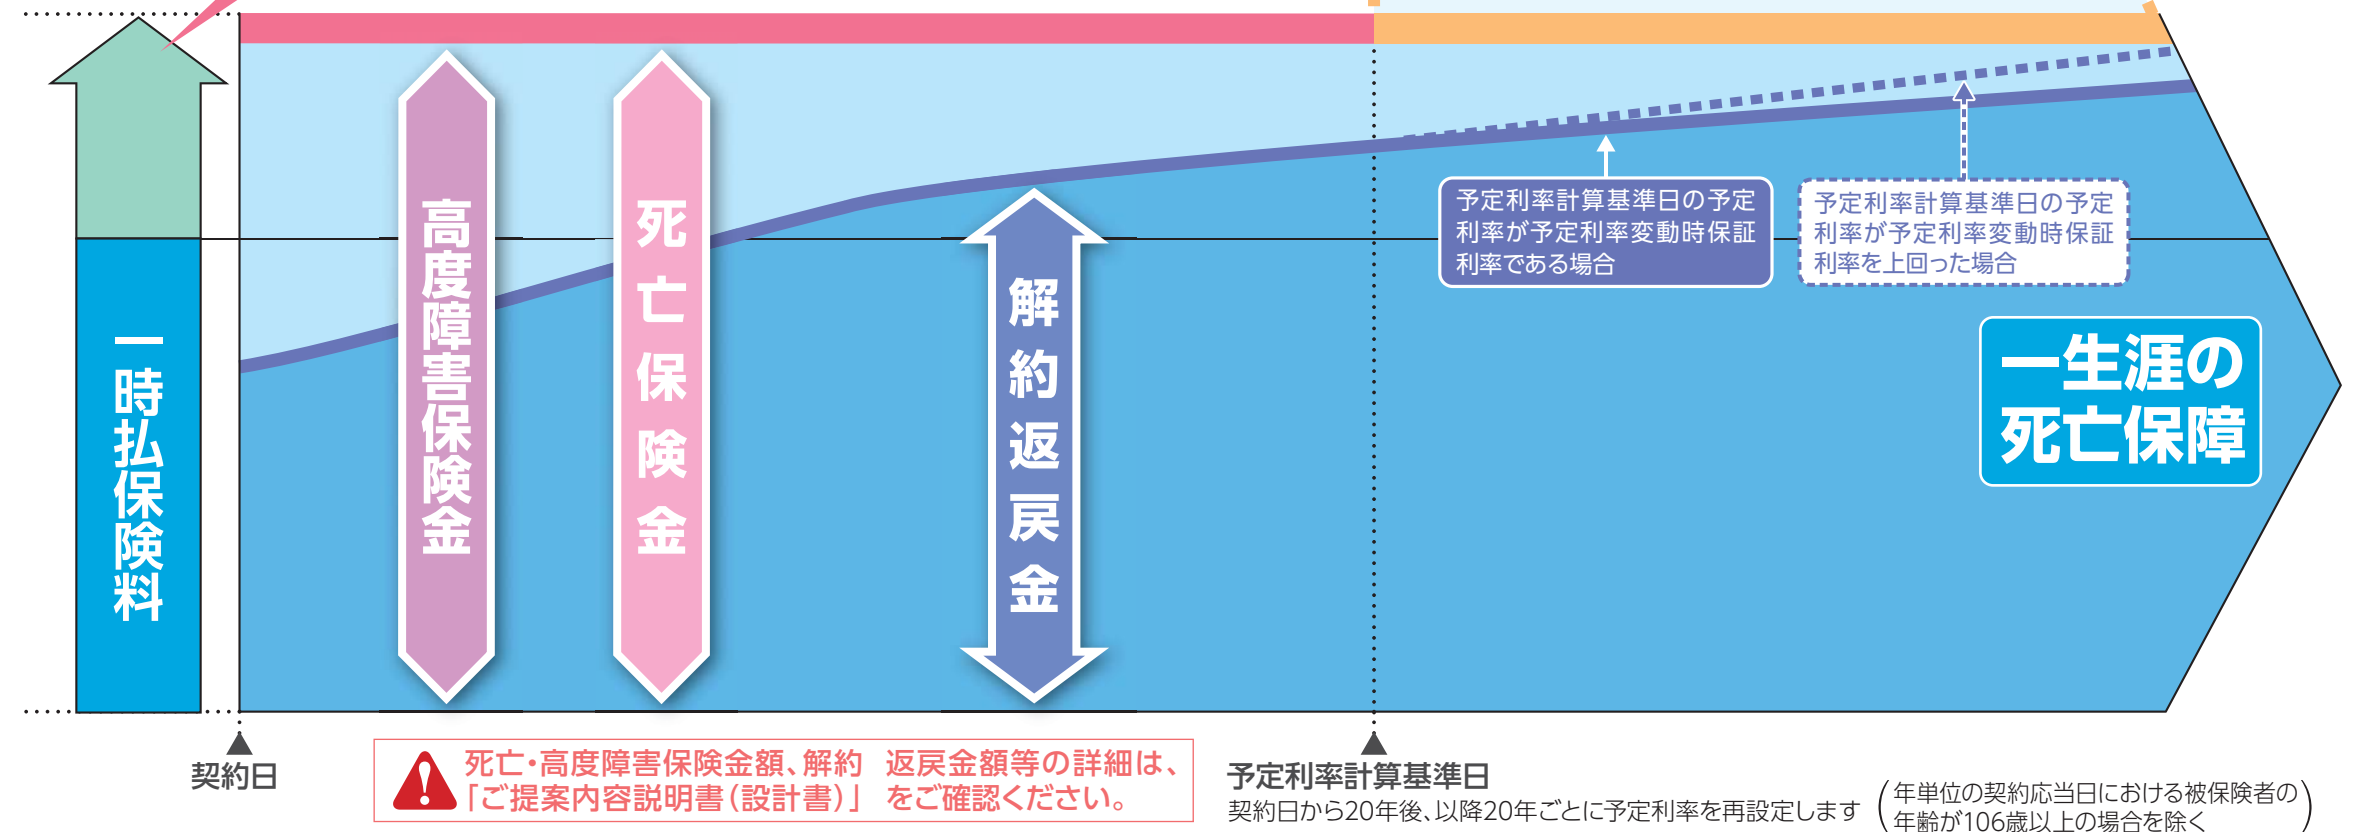 一時払保険料
高度障害保険金
死亡保険金
解約返戻金
予定利率計算基準日の予定
利率が予定利率変動時保証
利率である場合
予定利率計算基準日の予定
利率が予定利率変動時保証
利率を上回った場合
一生涯の
死亡保障
契約日
死亡・高度障害保険金額、解約 返戻金額等の詳細は、
「ご提案内容説明書（設計書）」 をご確認ください。
予定利率計算基準日
契約日から20年後、以降20年ごとに予定利率を再設定します
（年単位の契約応当日における被保険者の
年齢が106歳以上の場合を除く）